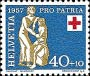 1957 PRO PATRIA
HELVETIA
40+10